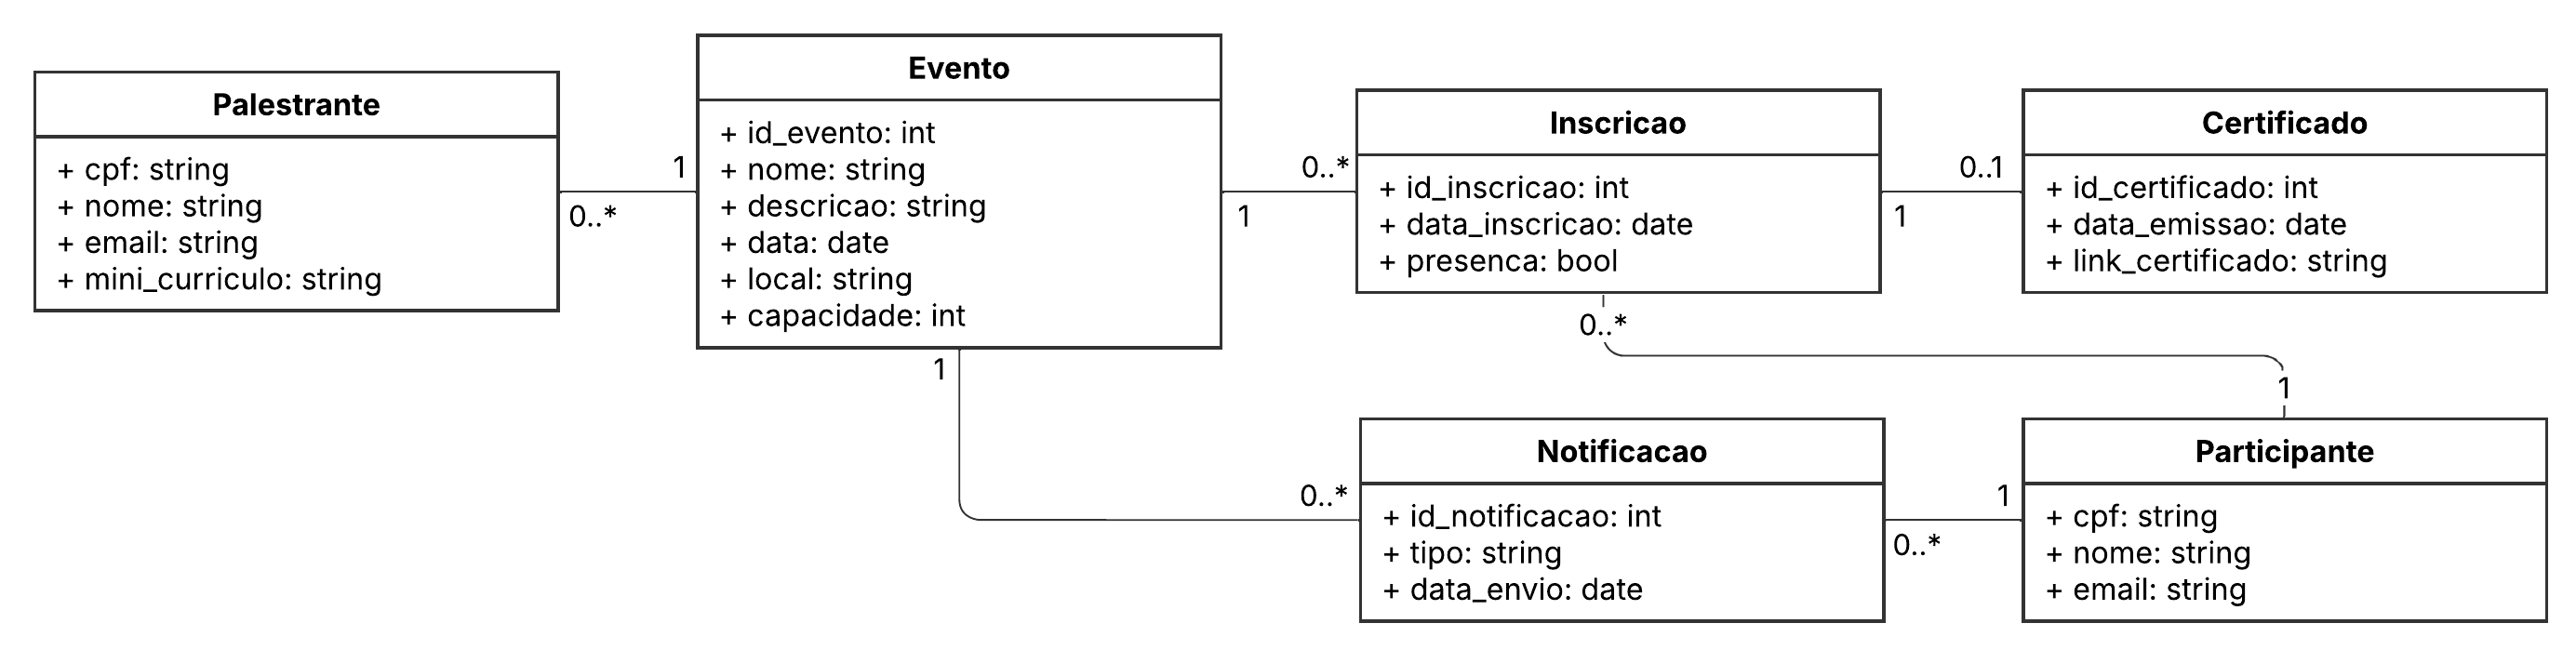 Palestrante
+ cpf: string
+ nome: string
+ email: string
+ mini_curriculo: string
1
0..*
Evento
+ id_evento: int
+ nome: string
+ descricao: string
+ data: date
+ local: string
+ capacidade: int
0..*
1
Inscricao
+ id_inscricao: int
+ data_inscricao: date
+ presenca: bool
0..1
1
Certificado
+ id_certificado: int
+ data_emissao: date
+ link_certificado: string
0..*
1
1
0..*
Notificacao
+ id_notificacao: int
+ tipo: string
+ data_envio: date
1
0..*
Participante
+ cpf: string
+ nome: string
+ email: string